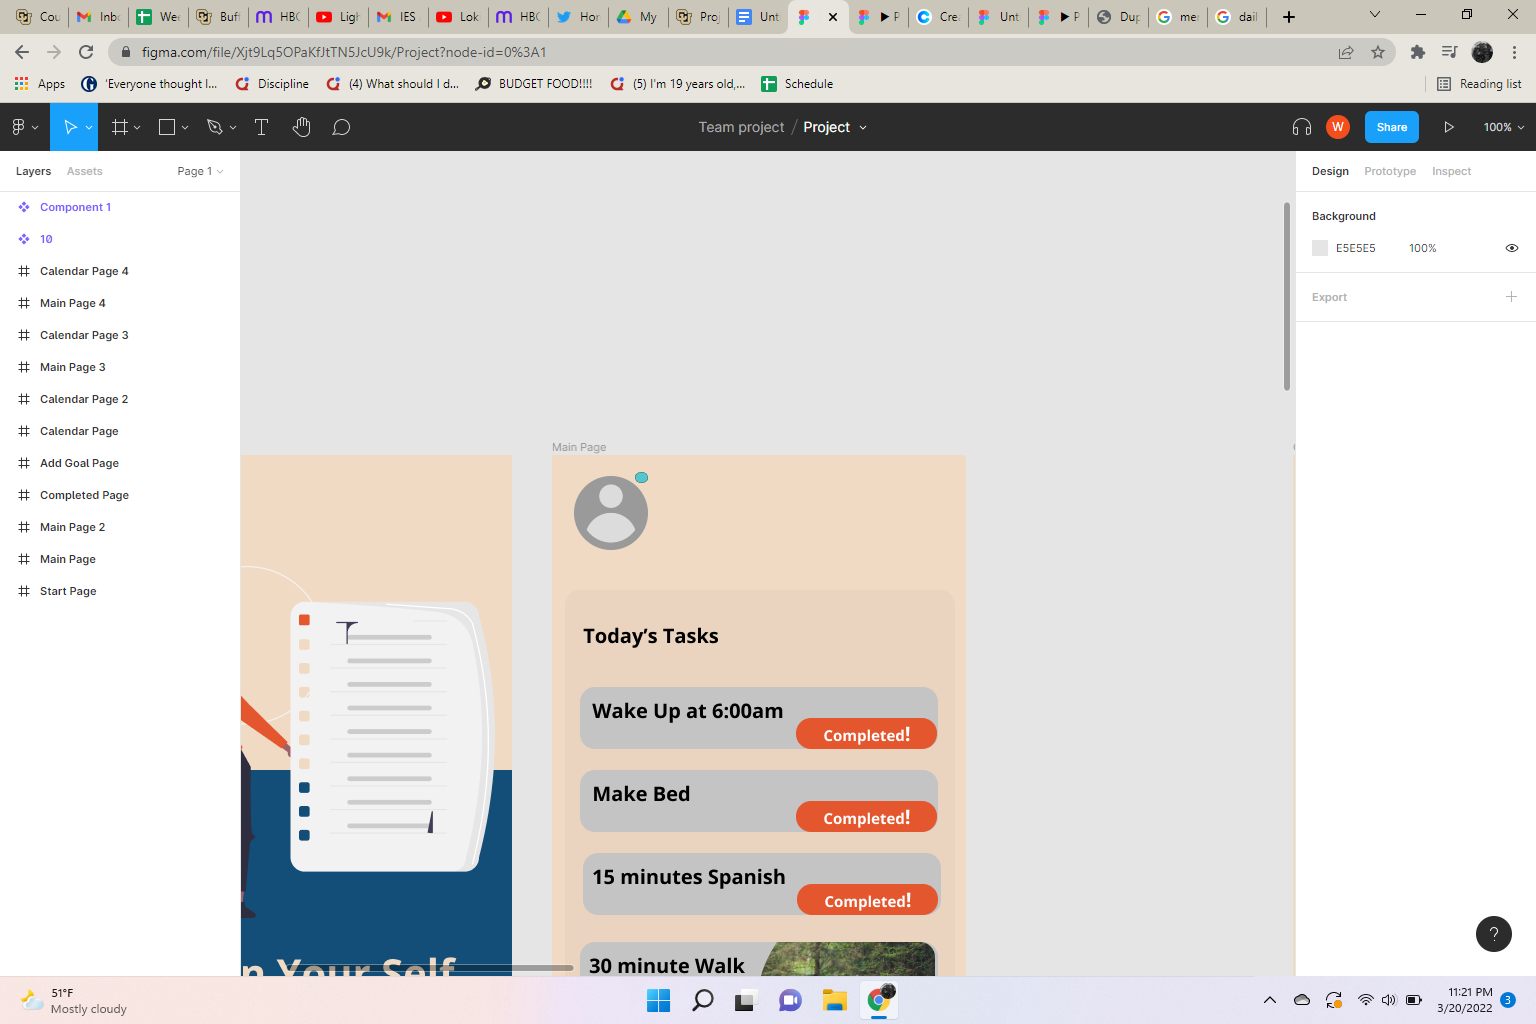 Cou
Inbo
Wee
Buff
HBC
Ligh
IES
Lok
HBC
Hor
My
Proj
Unt
P
Cre
Unt
P
Dup
me
dail
figma.com/file/Xjt9Lq5OPaKfJtTN5JcU9k/Project?node-id=0%3A1
Apps
'Everyone thought I...
Discipline
(4) What should I d...
BUDGET FOOD!!!!
(5) I'm 19 years old,...
Schedule
Reading list
Team project / Project
W
Share
100%
Layers
Assets
Page 1
Design
Prototype
Inspect
Component 1
10
Calendar Page 4
Main Page 4
Calendar Page 3
Main Page 3
Calendar Page 2
Calendar Page
Add Goal Page
Completed Page
Main Page 2
Main Page
Start Page
Background
E5E5E5
100%
Export
Main Page
Today's Tasks
Wake Up at 6:00am
Completed!
Make Bed
Completed!
15 minutes Spanish
Completed!
30 minute Walk
n Your Self
?
51°F
Mostly cloudy
11:21 PM
3/20/2022
3